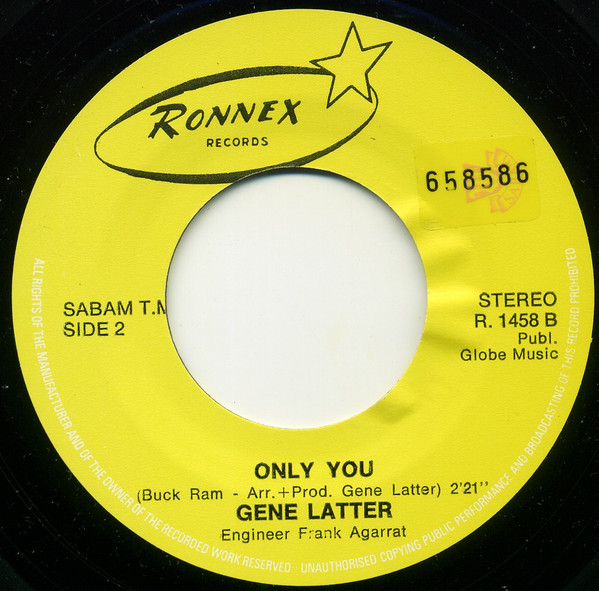 RONNEX
RECORDS
658586
SABAM T.M
SIDE 2
STEREO
R. 1458 B
Publ.
Globe Music
ONLY YOU
(Buck Ram - Arr.+Prod. Gene Latter) 2'21''
GENE LATTER
Engineer Frank Agarrat
ALL RIGHTS OF THE MANUFACTURER AND OF THE OWNER OF THE RECORDED WORK RESERVED · UNAUTHORISED COPYING PUBLIC PERFORMANCE AND BROADCASTING OF THIS RECORD PROHIBITED